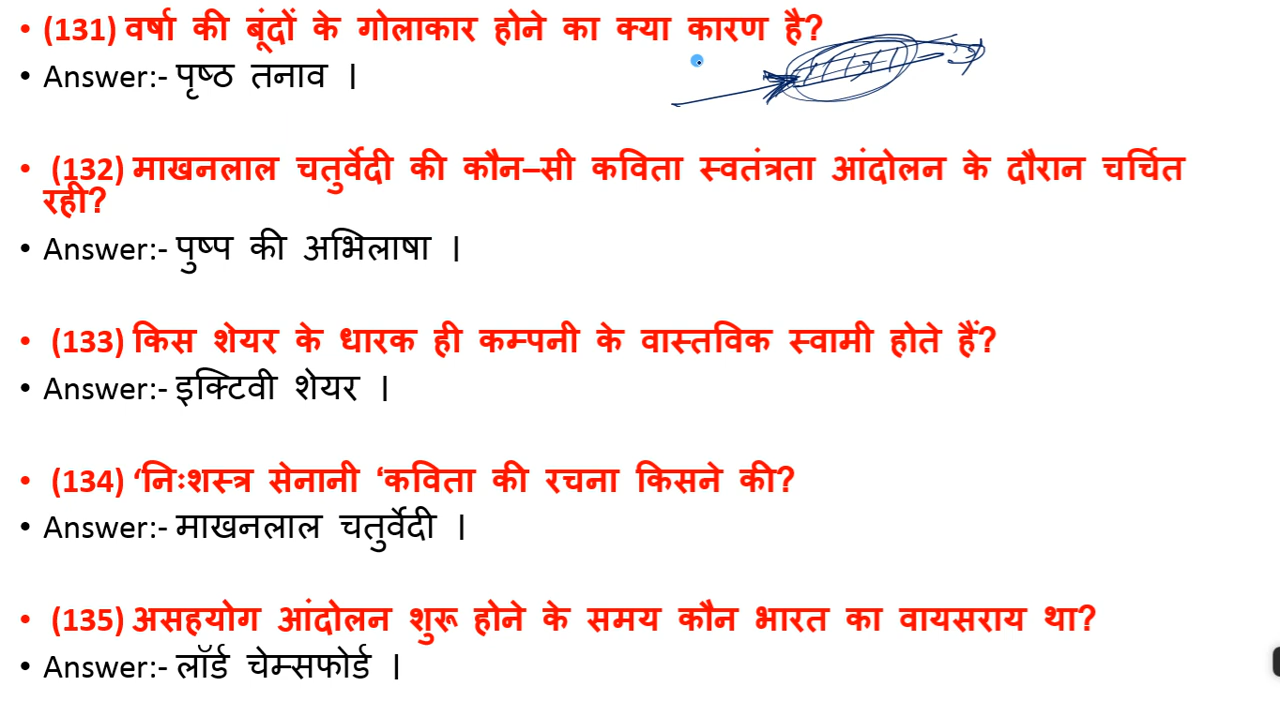 • (131) वर्षा की बूंदों के गोलाकार होने का क्या कारण है?
• Answer:- पृष्ठ तनाव ।
• (132) माखनलाल चतुर्वेदी की कौन–सी कविता स्वतंत्रता आंदोलन के दौरान चर्चित
रही?
• Answer:- पुष्प की अभिलाषा ।
• (133) किस शेयर के धारक ही कम्पनी के वास्तविक स्वामी होते हैं?
• Answer:- इक्टिवी शेयर ।
• (134) ‘निःशस्त्र सेनानी ‘कविता की रचना किसने की?
• Answer:- माखनलाल चतुर्वेदी ।
• (135) असहयोग आंदोलन शुरू होने के समय कौन भारत का वायसराय था?
• Answer:- लॉर्ड चेम्सफोर्ड ।